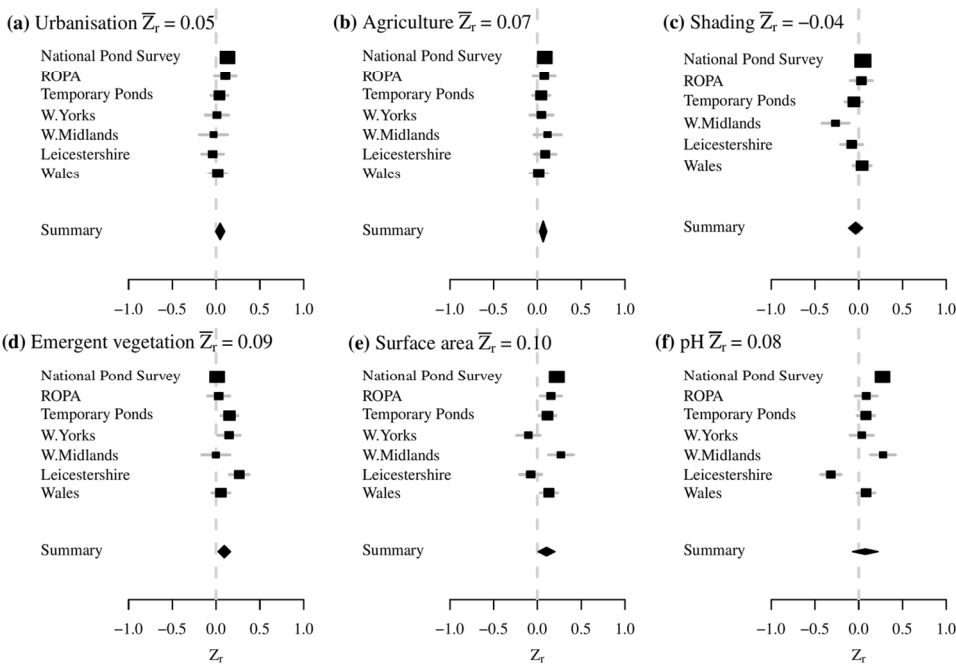 (a) Urbanisation Z̅r = 0.05
National Pond Survey
ROPA
Temporary Ponds
W.Yorks
W.Midlands
Leicestershire
Wales
Summary
−1.0 −0.5 0.0 0.5 1.0
(b) Agriculture Z̅r = 0.07
National Pond Survey
ROPA
Temporary Ponds
W.Yorks
W.Midlands
Leicestershire
Wales
Summary
−1.0 −0.5 0.0 0.5 1.0
(c) Shading Z̅r = −0.04
National Pond Survey
ROPA
Temporary Ponds
W.Midlands
Leicestershire
Wales
Summary
−1.0 −0.5 0.0 0.5 1.0
(d) Emergent vegetation Z̅r = 0.09
National Pond Survey
ROPA
Temporary Ponds
W.Yorks
W.Midlands
Leicestershire
Wales
Summary
−1.0 −0.5 0.0 0.5 1.0
Zr
(e) Surface area Z̅r = 0.10
National Pond Survey
ROPA
Temporary Ponds
W.Yorks
W.Midlands
Leicestershire
Wales
Summary
−1.0 −0.5 0.0 0.5 1.0
Zr
(f) pH Z̅r = 0.08
National Pond Survey
ROPA
Temporary Ponds
W.Yorks
W.Midlands
Leicestershire
Wales
Summary
−1.0 −0.5 0.0 0.5 1.0
Zr